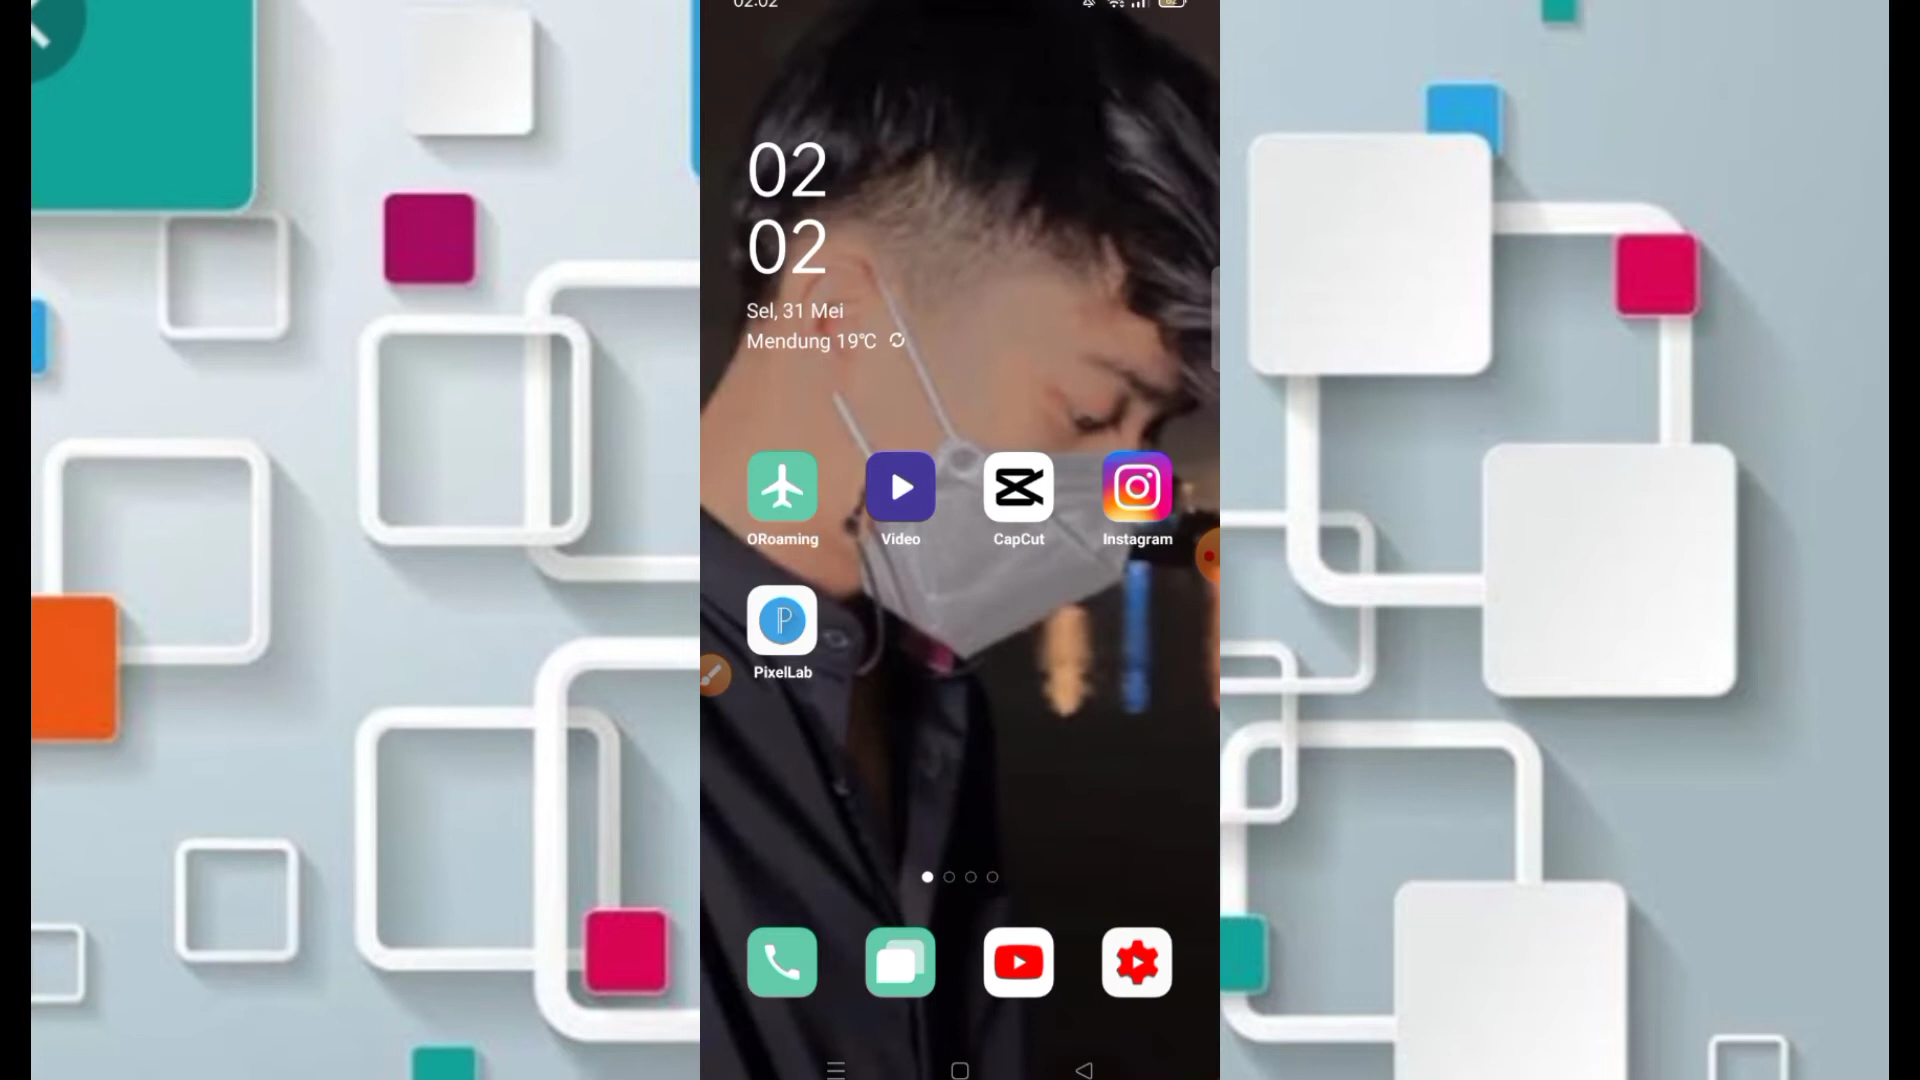 02:02
02
02
Sel, 31 Mei
Mendung 19℃
ORoaming
Video
CapCut
Instagram
PixelLab